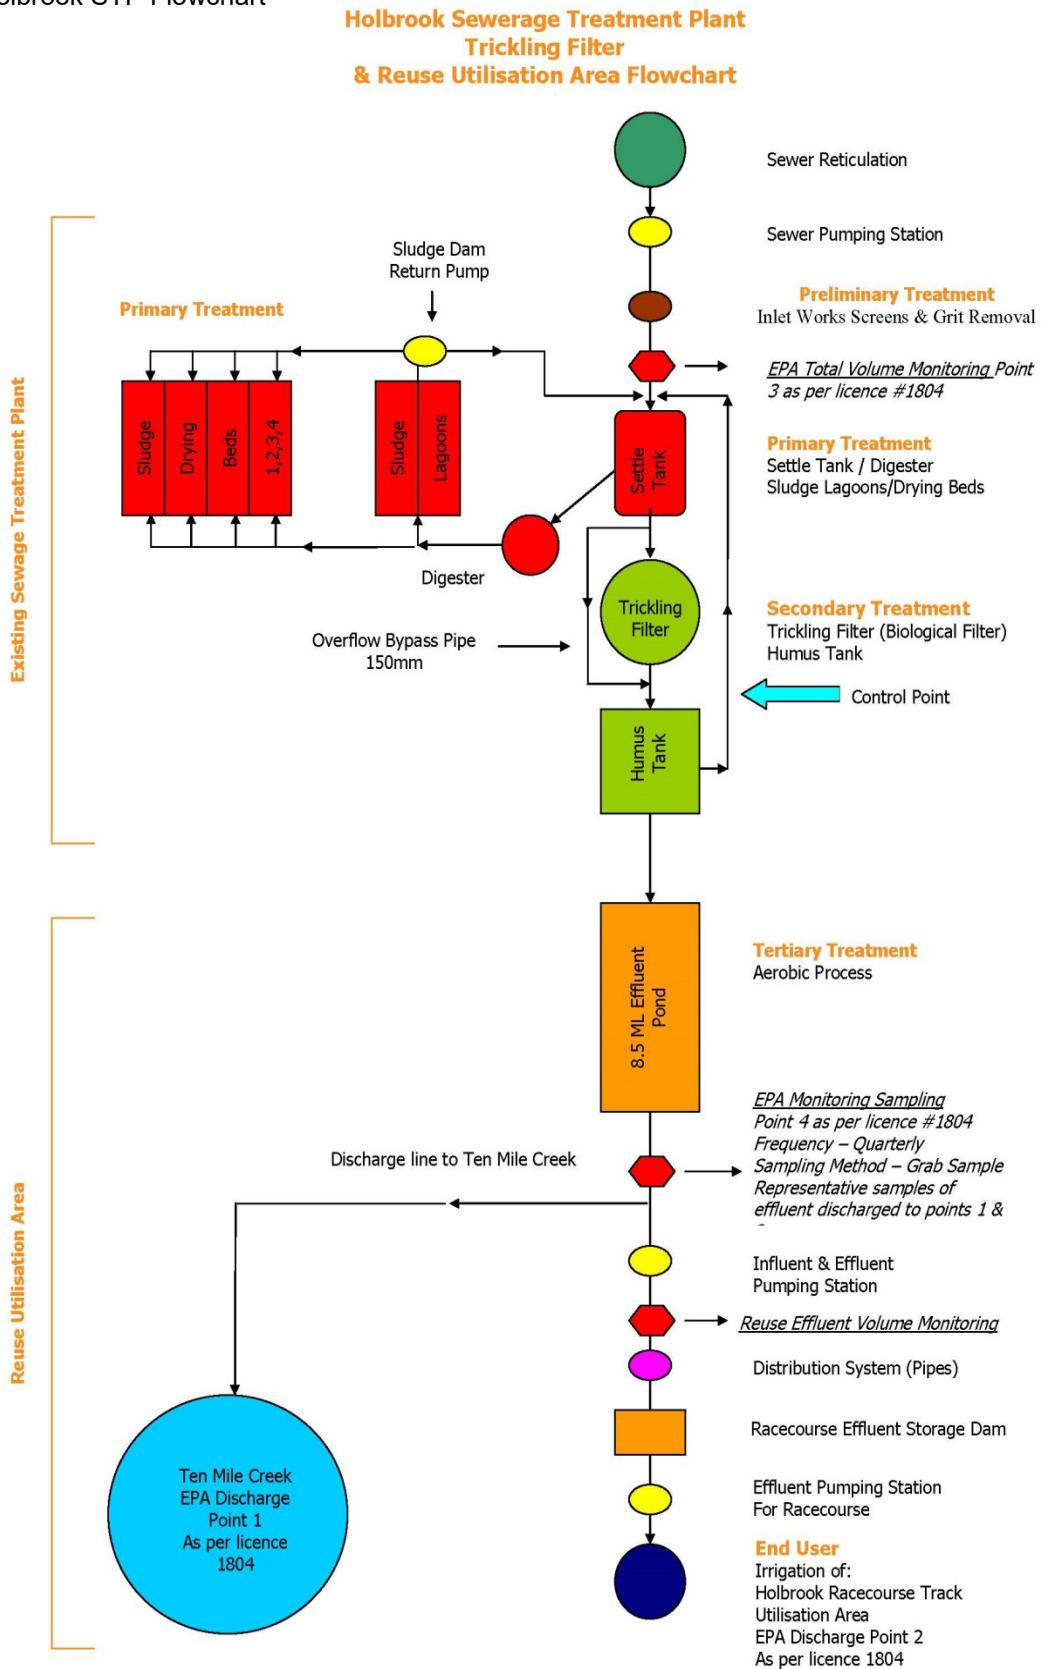 Holbrook Sewerage Treatment Plant
Trickling Filter
& Reuse Utilisation Area Flowchart
Sewer Reticulation
Sewer Pumping Station
Sludge Dam
Return Pump
Preliminary Treatment
Inlet Works Screens & Grit Removal
Primary Treatment
EPA Total Volume Monitoring Point
3 as per licence #1804
Existing Sewage Treatment Plant
Sludge
Drying
Beds
1,2,3,4
Sludge
Lagoons
Settle
Tank
Primary Treatment
Settle Tank / Digester
Sludge Lagoons/Drying Beds
Digester
Trickling
Filter
Secondary Treatment
Trickling Filter (Biological Filter)
Humus Tank
Overflow Bypass Pipe
150mm
Control Point
Humus
Tank
Reuse Utilisation Area
8.5 ML Effluent
Pond
Tertiary Treatment
Aerobic Process
EPA Monitoring Sampling
Point 4 as per licence #1804
Frequency – Quarterly
Sampling Method – Grab Sample
Representative samples of
effluent discharged to points 1 &
Discharge line to Ten Mile Creek
Influent & Effluent
Pumping Station
Reuse Effluent Volume Monitoring
Distribution System (Pipes)
Racecourse Effluent Storage Dam
Ten Mile Creek
EPA Discharge
Point 1
As per licence
1804
Effluent Pumping Station
For Racecourse
End User
Irrigation of:
Holbrook Racecourse Track
Utilisation Area
EPA Discharge Point 2
As per licence 1804